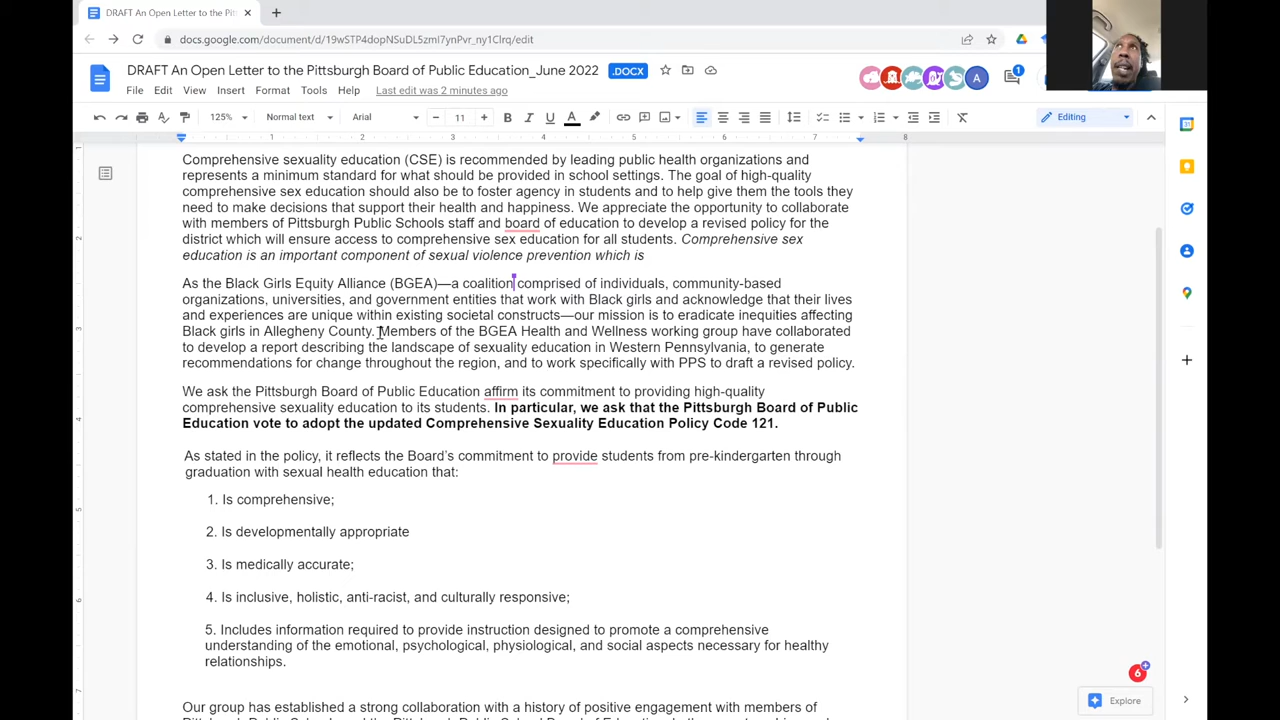 DRAFT An Open Letter to the Pitt
docs.google.com/document/d/19wSTP4dopNSuDL5zml7ynPvr_ny1Clrq/edit
DRAFT An Open Letter to the Pittsburgh Board of Public Education_June 2022 .DOCX
File Edit View Insert Format Tools Help Last edit was 2 minutes ago
A 1
125% Normal text Arial 11 B I U A Editing
1 2 3 4 5 6 7 8
Comprehensive sexuality education (CSE) is recommended by leading public health organizations and
represents a minimum standard for what should be provided in school settings. The goal of high-quality
comprehensive sex education should also be to foster agency in students and to help give them the tools they
need to make decisions that support their health and happiness. We appreciate the opportunity to collaborate
with members of Pittsburgh Public Schools staff and board of education to develop a revised policy for the
district which will ensure access to comprehensive sex education for all students. Comprehensive sex
education is an important component of sexual violence prevention which is
As the Black Girls Equity Alliance (BGEA)—a coalition comprised of individuals, community-based
organizations, universities, and government entities that work with Black girls and acknowledge that their lives
and experiences are unique within existing societal constructs—our mission is to eradicate inequities affecting
Black girls in Allegheny County. Members of the BGEA Health and Wellness working group have collaborated
to develop a report describing the landscape of sexuality education in Western Pennsylvania, to generate
recommendations for change throughout the region, and to work specifically with PPS to draft a revised policy.
We ask the Pittsburgh Board of Public Education affirm its commitment to providing high-quality
comprehensive sexuality education to its students. In particular, we ask that the Pittsburgh Board of Public
Education vote to adopt the updated Comprehensive Sexuality Education Policy Code 121.
As stated in the policy, it reflects the Board's commitment to provide students from pre-kindergarten through
graduation with sexual health education that:
1. Is comprehensive;
2. Is developmentally appropriate
3. Is medically accurate;
4. Is inclusive, holistic, anti-racist, and culturally responsive;
5. Includes information required to provide instruction designed to promote a comprehensive
understanding of the emotional, psychological, physiological, and social aspects necessary for healthy
relationships.
6
Explore
Our group has established a strong collaboration with a history of positive engagement with members of